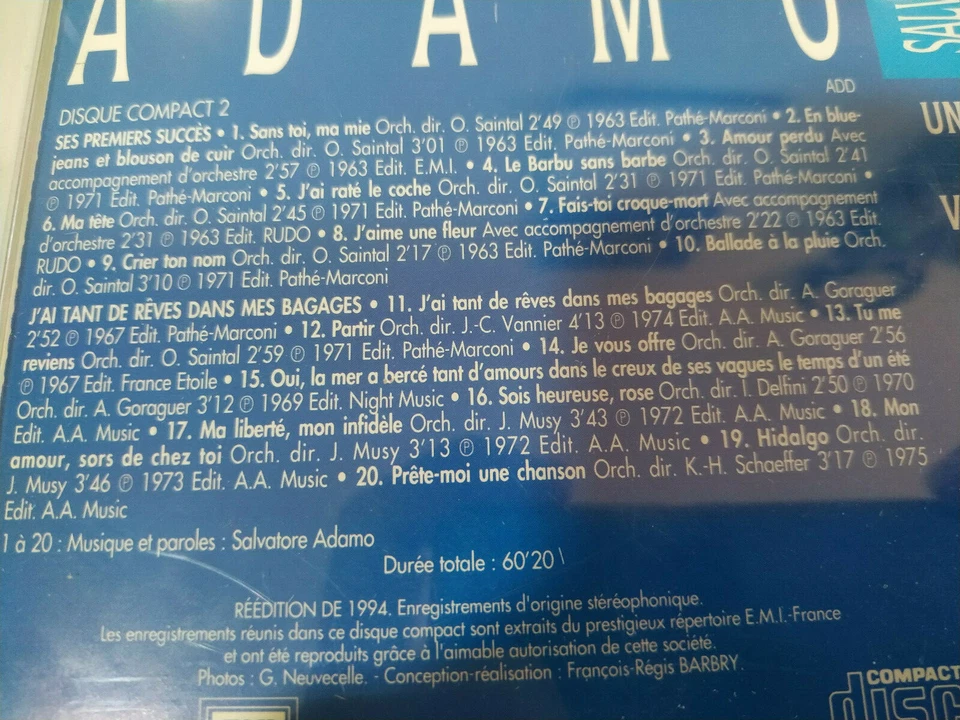 ADAMO
ADD
DISQUE COMPACT 2
SES PREMIERS SUCCÈS • 1. Sans toi, ma mie Orch. dir. O. Saintal 2'49 ℗ 1963 Edit. Pathé-Marconi • 2. En blue-
jeans et blouson de cuir Orch. dir. O. Saintal 3'01 ℗ 1963 Edit. Pathé-Marconi • 3. Amour perdu Avec
accompagnement d'orchestre 2'57 ℗ 1963 Edit. E.M.I. • 4. Le Barbu sans barbe Orch. dir. O. Saintal 2'41
℗ 1971 Edit. Pathé-Marconi • 5. J'ai raté le coche Orch. dir. O. Saintal 2'31 ℗ 1971 Edit. Pathé-Marconi •
6. Ma tête Orch. dir. O. Saintal 2'45 ℗ 1971 Edit. Pathé-Marconi • 7. Fais-toi croque-mort Avec accompagnement
d'orchestre 2'31 ℗ 1963 Edit. RUDO • 8. J'aime une fleur Avec accompagnement d'orchestre 2'22 ℗ 1963 Edit.
RUDO • 9. Crier ton nom Orch. dir. O. Saintal 2'17 ℗ 1963 Edit. Pathé-Marconi • 10. Ballade à la pluie Orch.
dir. O. Saintal 3'10 ℗ 1971 Edit. Pathé-Marconi
J'AI TANT DE RÊVES DANS MES BAGAGES • 11. J'ai tant de rêves dans mes bagages Orch. dir. A. Goraguer
2'52 ℗ 1967 Edit. Pathé-Marconi • 12. Partir Orch. dir. J.-C. Vannier 4'13 ℗ 1974 Edit. A.A. Music • 13. Tu me
reviens Orch. dir. O. Saintal 2'59 ℗ 1971 Edit. Pathé-Marconi • 14. Je vous offre Orch. dir. A. Goraguer 2'56
℗ 1967 Edit. France Etoile • 15. Oui, la mer a bercé tant d'amours dans le creux de ses vagues le temps d'un été
Orch. dir. A. Goraguer 3'12 ℗ 1969 Edit. Night Music • 16. Sois heureuse, rose Orch. dir. I. Delfini 2'50 ℗ 1970
Edit. A.A. Music • 17. Ma liberté, mon infidèle Orch. dir. J. Musy 3'43 ℗ 1972 Edit. A.A. Music • 18. Mon
amour, sors de chez toi Orch. dir. J. Musy 3'13 ℗ 1972 Edit. A.A. Music • 19. Hidalgo Orch. dir.
J. Musy 3'46 ℗ 1973 Edit. A.A. Music • 20. Prête-moi une chanson Orch. dir. K.-H. Schaeffer 3'17 ℗ 1975
Edit. A.A. Music
1 à 20 : Musique et paroles : Salvatore Adamo
Durée totale : 60'20
RÉÉDITION DE 1994. Enregistrements d'origine stéréophonique.
Les enregistrements réunis dans ce disque compact sont extraits du prestigieux répertoire E.M.I.-France
et ont été reproduits grâce à l'aimable autorisation de cette société.
Photos : G. Neuvecelle. - Conception-réalisation : François-Régis BARBRY.
UN
V
COMPACT
disc